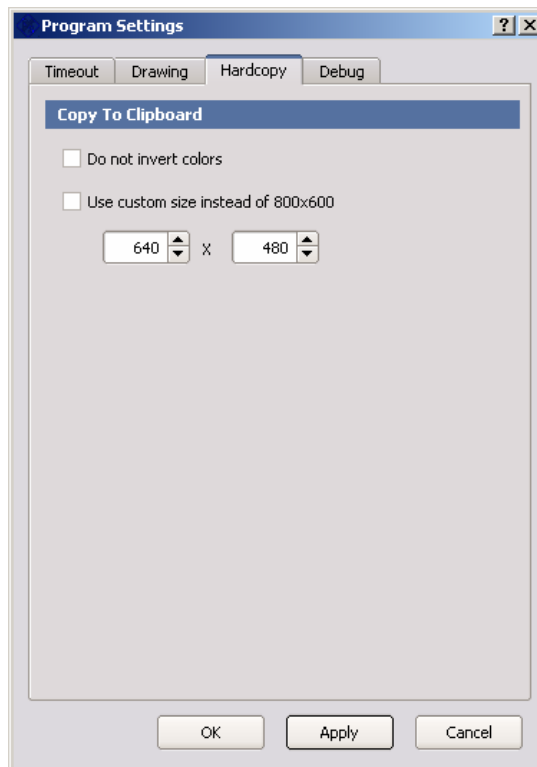 Program Settings
Timeout Drawing Hardcopy Debug
Copy To Clipboard
Do not invert colors
Use custom size instead of 800x600
640 X 480
OK Apply Cancel